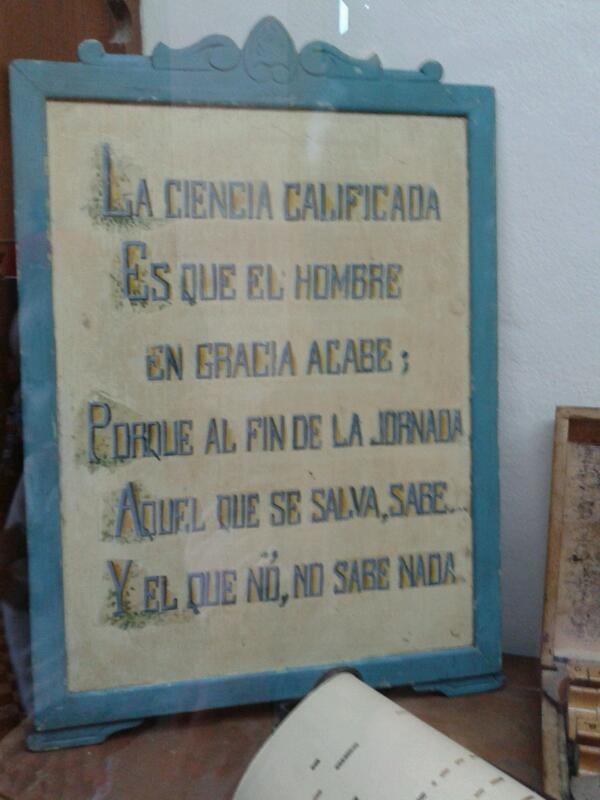 LA CIENCIA CALIFICADA
ES QUE EL HOMBRE
EN GRACIA ACABE;
PORQUE AL FIN DE LA JORNADA
AQUEL QUE SE SALVA, SABE...
Y EL QUE NÓ, NO SABE NADA